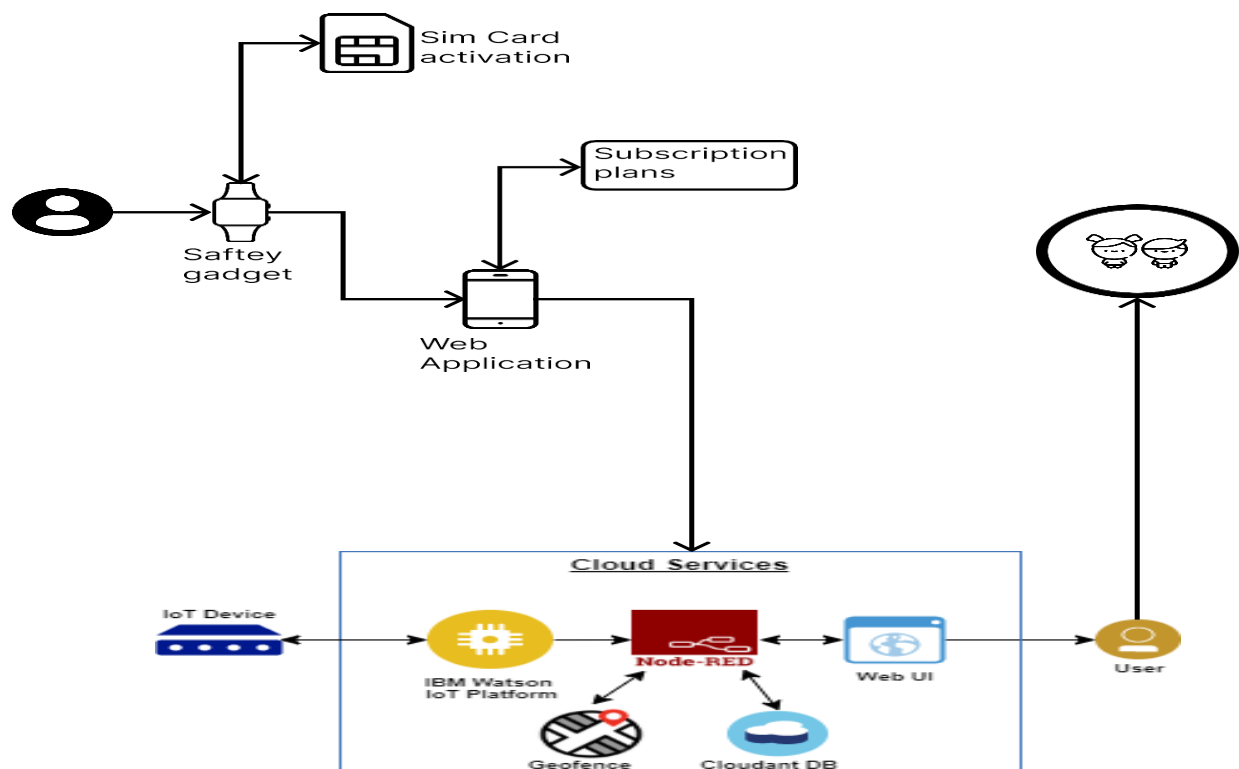 Sim Card
activation
Subscription
plans
Saftey
gadget
Web
Application
Cloud Services
IoT Device
Node-RED
IBM Watson
IoT Platform
Web UI
User
Geofence
Cloudant DB